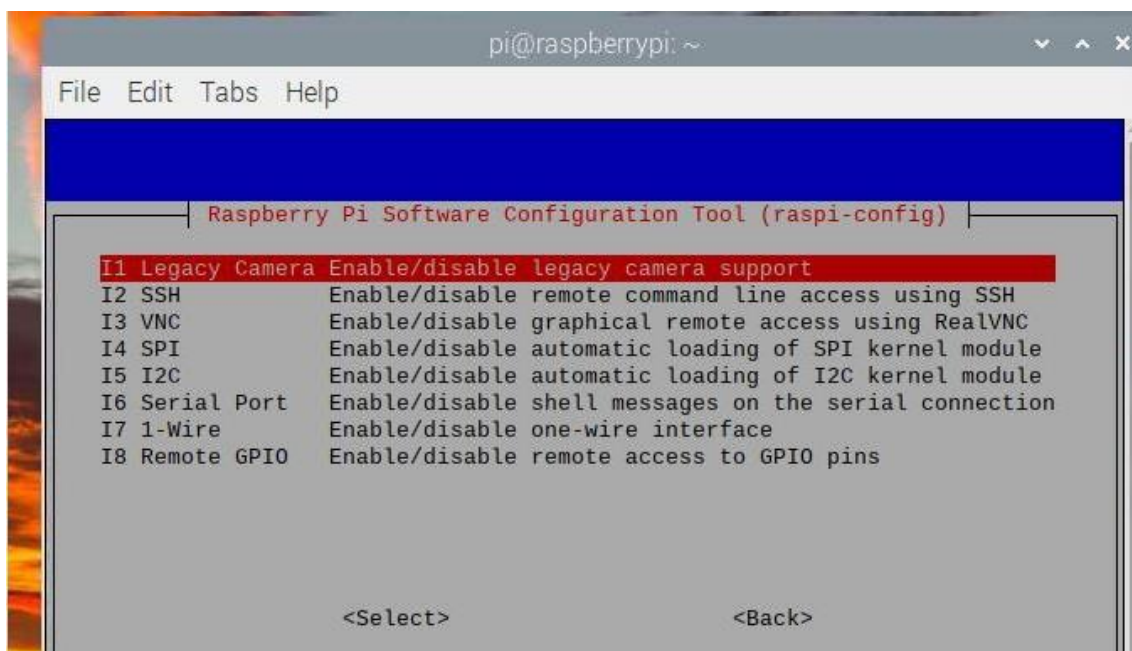 pi@raspberrypi: ~
File Edit Tabs Help
Raspberry Pi Software Configuration Tool (raspi-config)
I1 Legacy Camera Enable/disable legacy camera support
I2 SSH Enable/disable remote command line access using SSH
I3 VNC Enable/disable graphical remote access using RealVNC
I4 SPI Enable/disable automatic loading of SPI kernel module
I5 I2C Enable/disable automatic loading of I2C kernel module
I6 Serial Port Enable/disable shell messages on the serial connection
I7 1-Wire Enable/disable one-wire interface
I8 Remote GPIO Enable/disable remote access to GPIO pins
<Select> <Back>